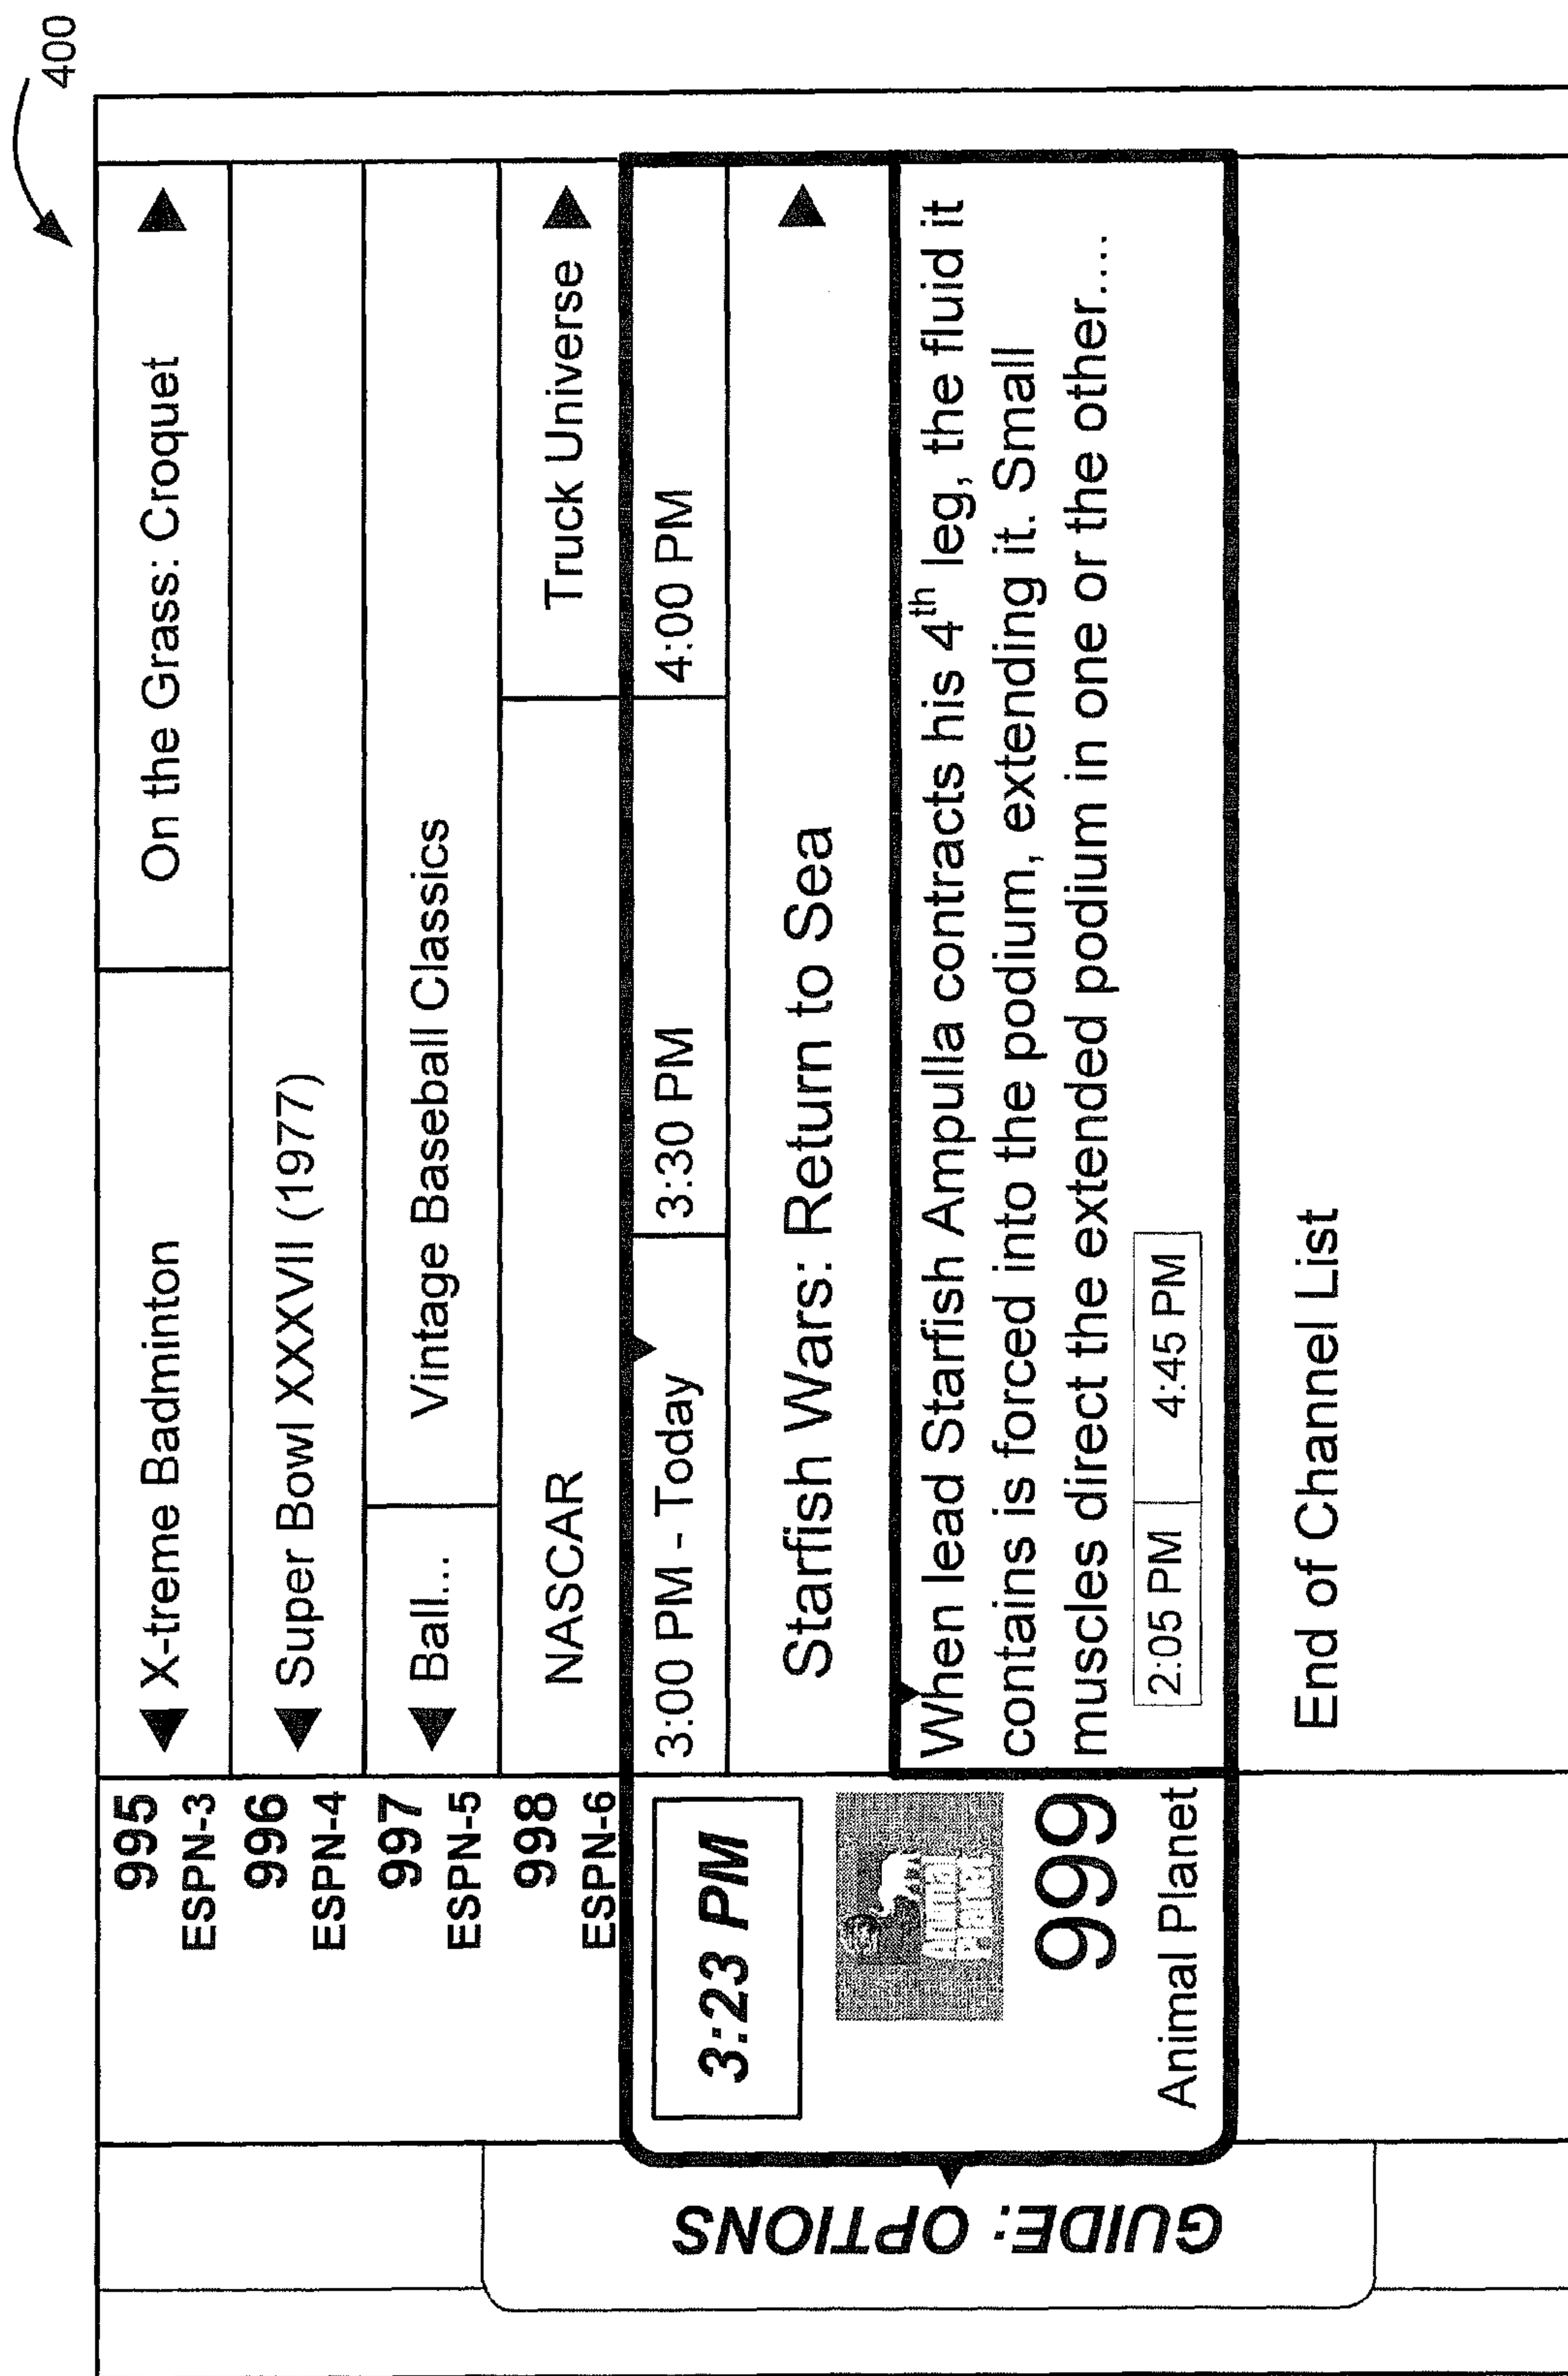 400
995
ESPN-3
◀ X-treme Badminton
On the Grass: Croquet ▶
996
ESPN-4
◀ Super Bowl XXXVII (1977)
997
ESPN-5
◀ Ball...
Vintage Baseball Classics
998
ESPN-6
NASCAR
Truck Universe ▶
3:23 PM
3:00 PM - Today
3:30 PM
4:00 PM
Starfish Wars: Return to Sea ▶
Animal
Planet
999
Animal Planet
When lead Starfish Ampulla contracts his 4th leg, the fluid it
contains is forced into the podium, extending it. Small
muscles direct the extended podium in one or the other....
2:05 PM
4:45 PM
End of Channel List
GUIDE: OPTIONS